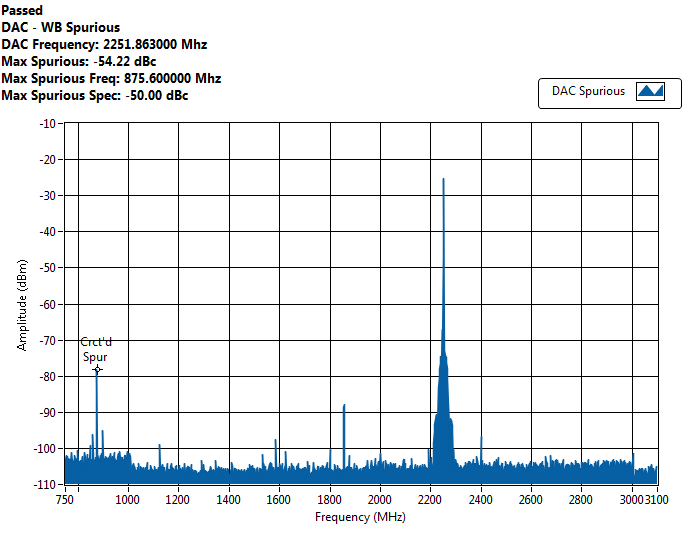 Passed
DAC - WB Spurious
DAC Frequency: 2251.863000 Mhz
Max Spurious: -54.22 dBc
Max Spurious Freq: 875.600000 Mhz
Max Spurious Spec: -50.00 dBc
DAC Spurious
-10
-20
-30
-40
-50
-60
-70
-80
-90
-100
-110
Amplitude (dBm)
Crct'd
Spur
750 1000 1200 1400 1600 1800 2000 2200 2400 2600 2800 3000 3100
Frequency (MHz)